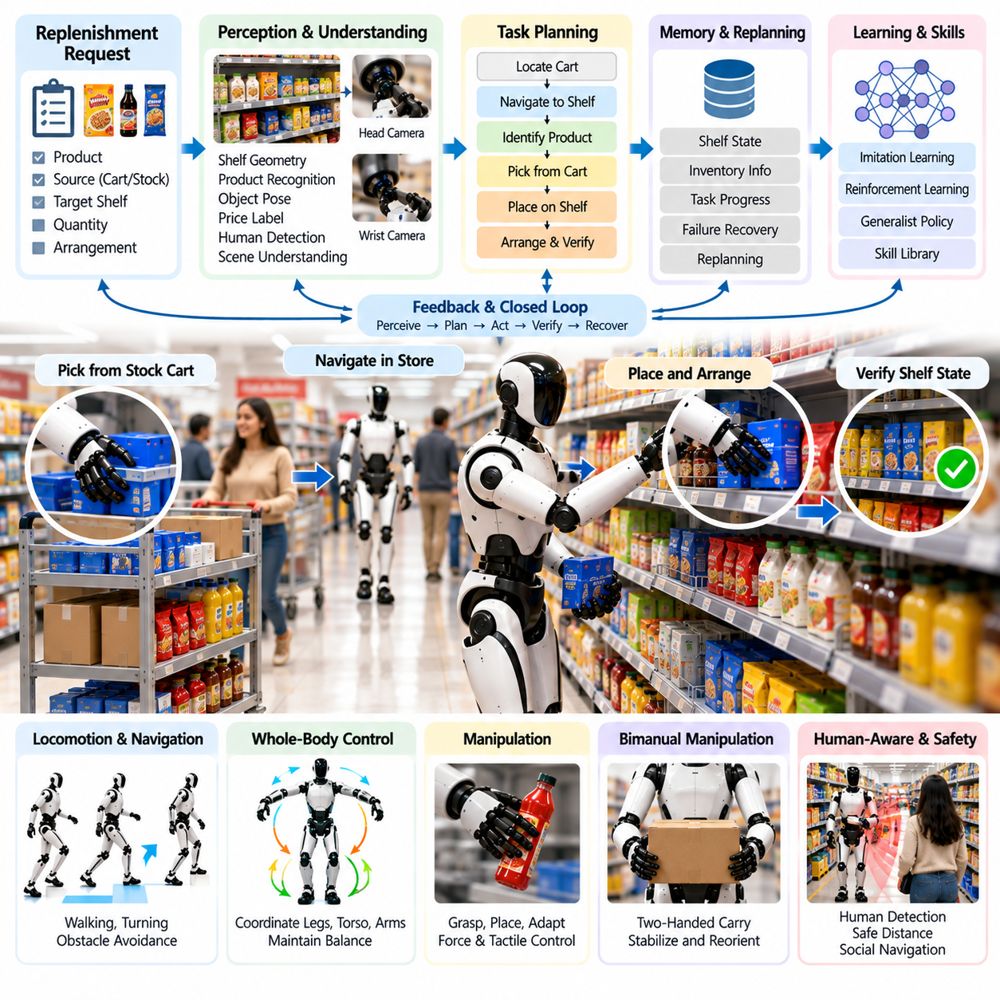 Replenishment
Request
Product
Source (Cart/Stock)
Target Shelf
Quantity
Arrangement
Perception & Understanding
Head Camera
Wrist Camera
Shelf Geometry
Product Recognition
Object Pose
Price Label
Human Detection
Scene Understanding
Task Planning
Locate Cart
Navigate to Shelf
Identify Product
Pick from Cart
Place on Shelf
Arrange & Verify
Memory & Replanning
Shelf State
Inventory Info
Task Progress
Failure Recovery
Replanning
Learning & Skills
Imitation Learning
Reinforcement Learning
Generalist Policy
Skill Library
Feedback & Closed Loop
Perceive → Plan → Act → Verify → Recover
Pick from Stock Cart
Navigate in Store
Place and Arrange
Verify Shelf State
Locomotion & Navigation
Walking, Turning
Obstacle Avoidance
Whole-Body Control
Coordinate Legs, Torso, Arms
Maintain Balance
Manipulation
Grasp, Place, Adapt
Force & Tactile Control
Bimanual Manipulation
Two-Handed Carry
Stabilize and Reorient
Human-Aware & Safety
Human Detection
Safe Distance
Social Navigation